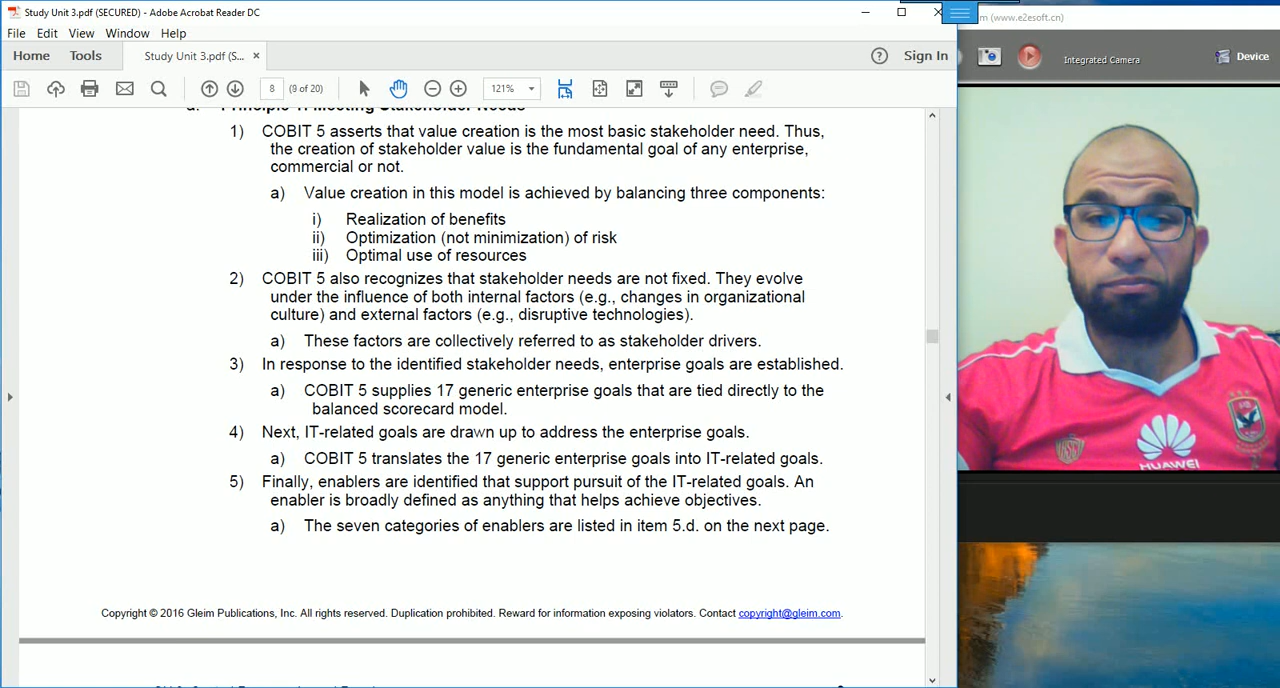 Study Unit 3.pdf (SECURED) - Adobe Acrobat Reader DC
m (www.e2esoft.cn)
File Edit View Window Help
Home Tools Study Unit 3.pdf (S... × Sign In
Integrated Camera Device
8 (9 of 20) 121%
1) COBIT 5 asserts that value creation is the most basic stakeholder need. Thus,
the creation of stakeholder value is the fundamental goal of any enterprise,
commercial or not.
a) Value creation in this model is achieved by balancing three components:
i) Realization of benefits
ii) Optimization (not minimization) of risk
iii) Optimal use of resources
2) COBIT 5 also recognizes that stakeholder needs are not fixed. They evolve
under the influence of both internal factors (e.g., changes in organizational
culture) and external factors (e.g., disruptive technologies).
a) These factors are collectively referred to as stakeholder drivers.
3) In response to the identified stakeholder needs, enterprise goals are established.
a) COBIT 5 supplies 17 generic enterprise goals that are tied directly to the
balanced scorecard model.
4) Next, IT-related goals are drawn up to address the enterprise goals.
a) COBIT 5 translates the 17 generic enterprise goals into IT-related goals.
5) Finally, enablers are identified that support pursuit of the IT-related goals. An
enabler is broadly defined as anything that helps achieve objectives.
a) The seven categories of enablers are listed in item 5.d. on the next page.
Copyright © 2016 Gleim Publications, Inc. All rights reserved. Duplication prohibited. Reward for information exposing violators. Contact copyright@gleim.com.
HUAWEI